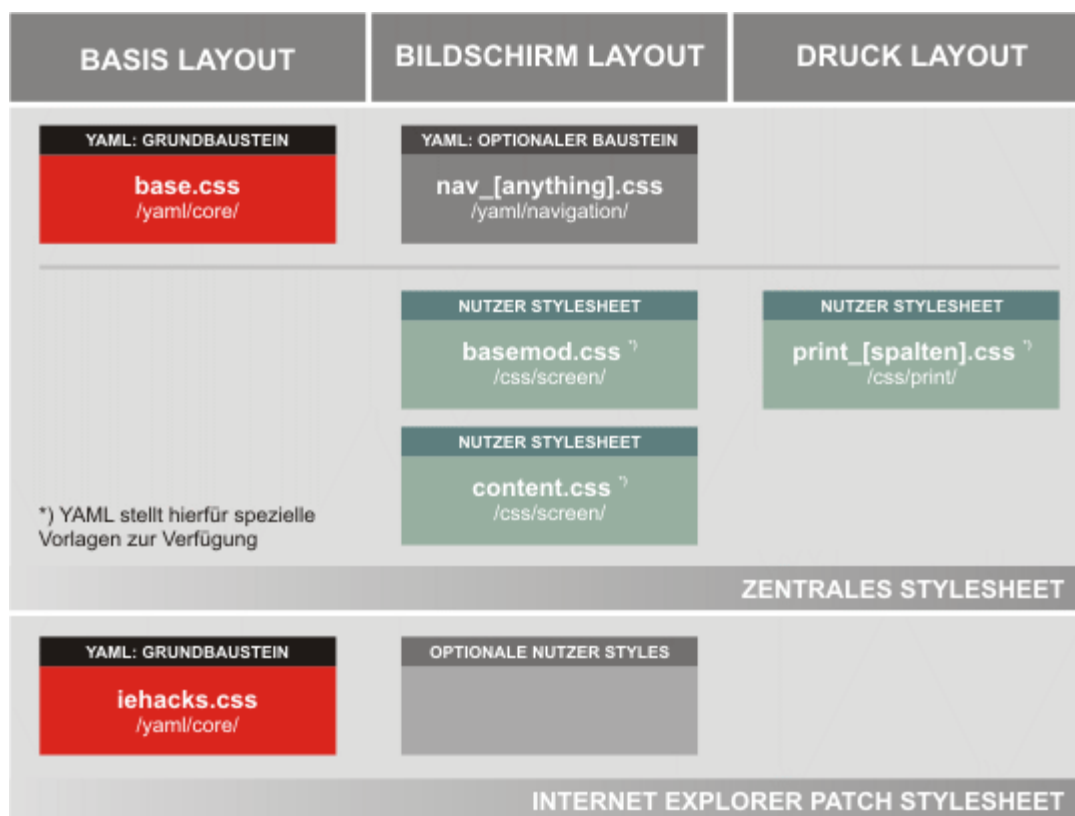 BASIS LAYOUT
BILDSCHIRM LAYOUT
DRUCK LAYOUT
YAML: GRUNDBAUSTEIN
base.css
/yaml/core/
YAML: OPTIONALER BAUSTEIN
nav_[anything].css
/yaml/navigation/
NUTZER STYLESHEET
basemod.css *)
/css/screen/
NUTZER STYLESHEET
print_[spalten].css *)
/css/print/
NUTZER STYLESHEET
content.css *)
/css/screen/
*) YAML stellt hierfür spezielle
Vorlagen zur Verfügung
ZENTRALES STYLESHEET
YAML: GRUNDBAUSTEIN
iehacks.css
/yaml/core/
OPTIONALE NUTZER STYLES
INTERNET EXPLORER PATCH STYLESHEET